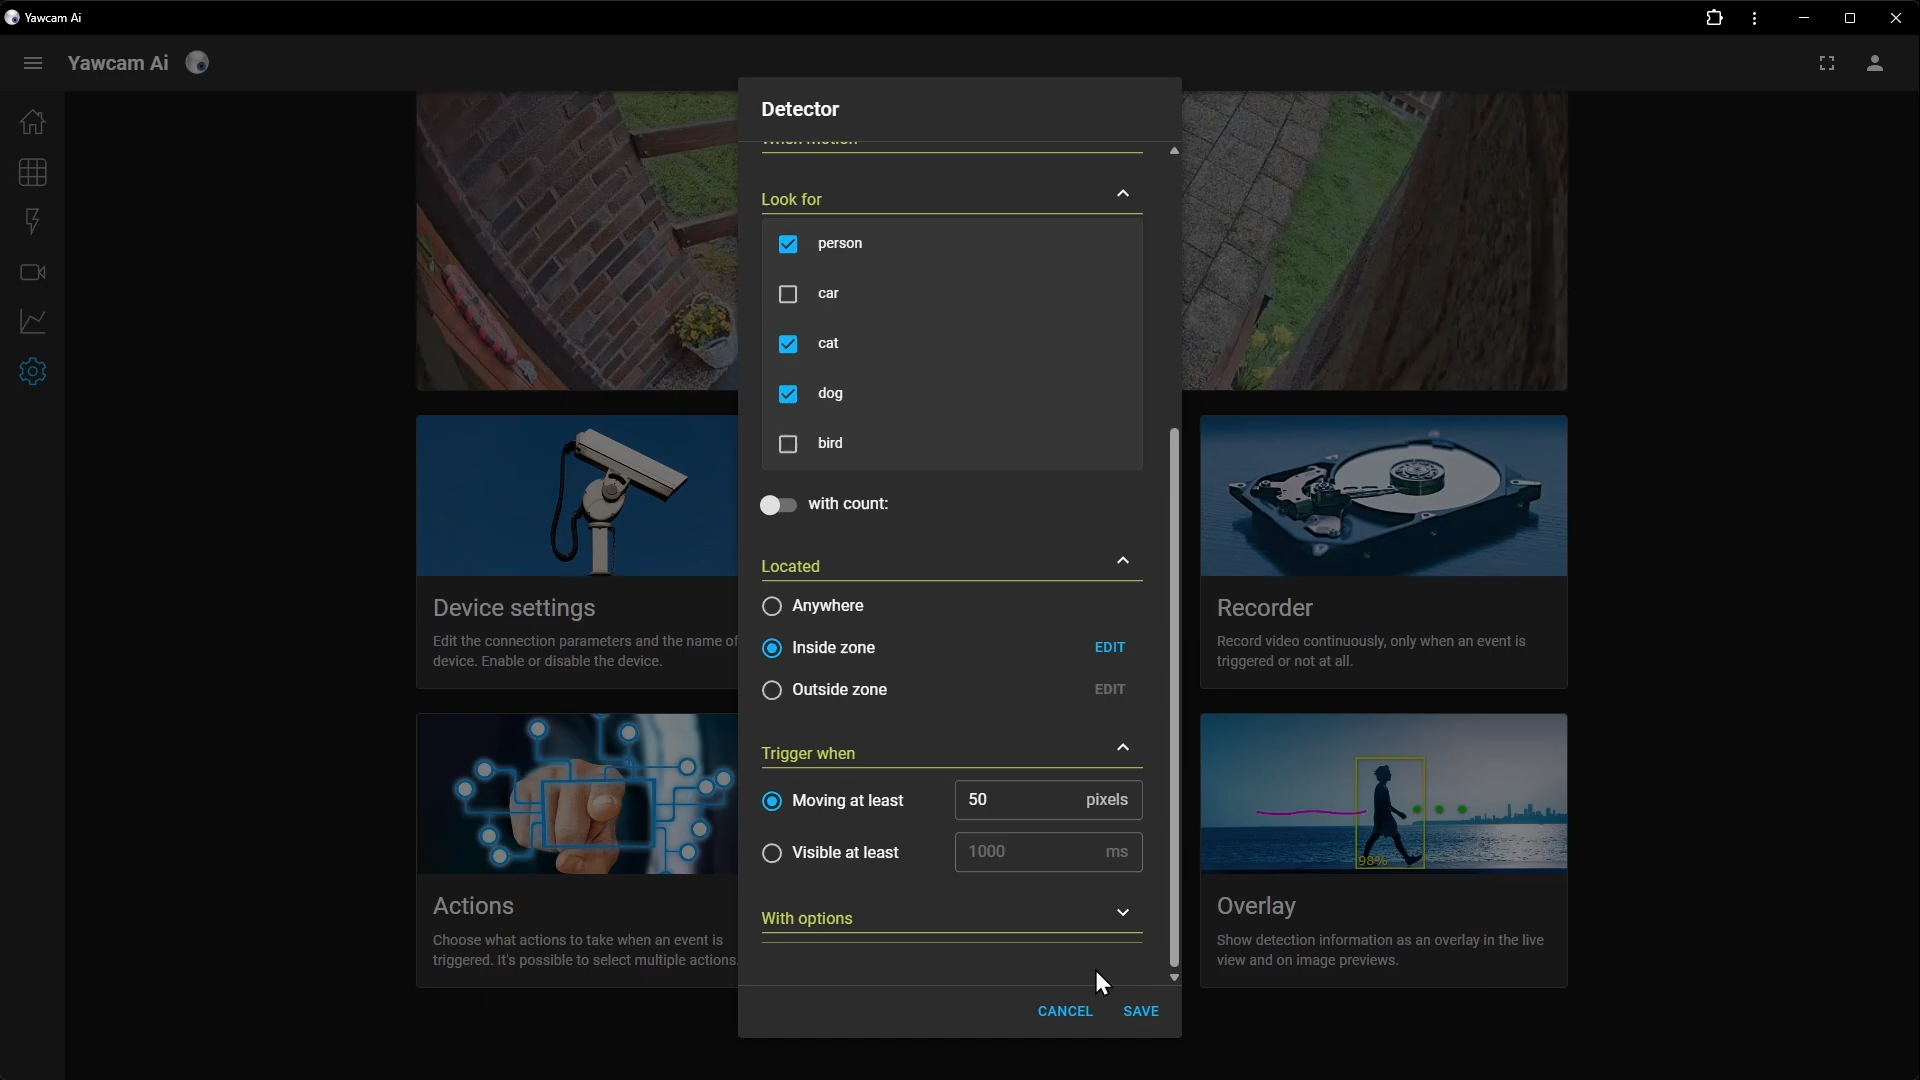 Yawcam Ai
Yawcam Ai
Detector
When motion
Look for
person
car
cat
dog
bird
with count:
Located
Anywhere
Inside zone EDIT
Outside zone EDIT
Trigger when
Moving at least 50 pixels
Visible at least 1000 ms
With options
CANCEL SAVE
Device settings
Edit the connection parameters and the name of
device. Enable or disable the device.
Recorder
Record video continuously, only when an event is
triggered or not at all.
Actions
Choose what actions to take when an event is
triggered. It's possible to select multiple actions.
98%
Overlay
Show detection information as an overlay in the live
view and on image previews.